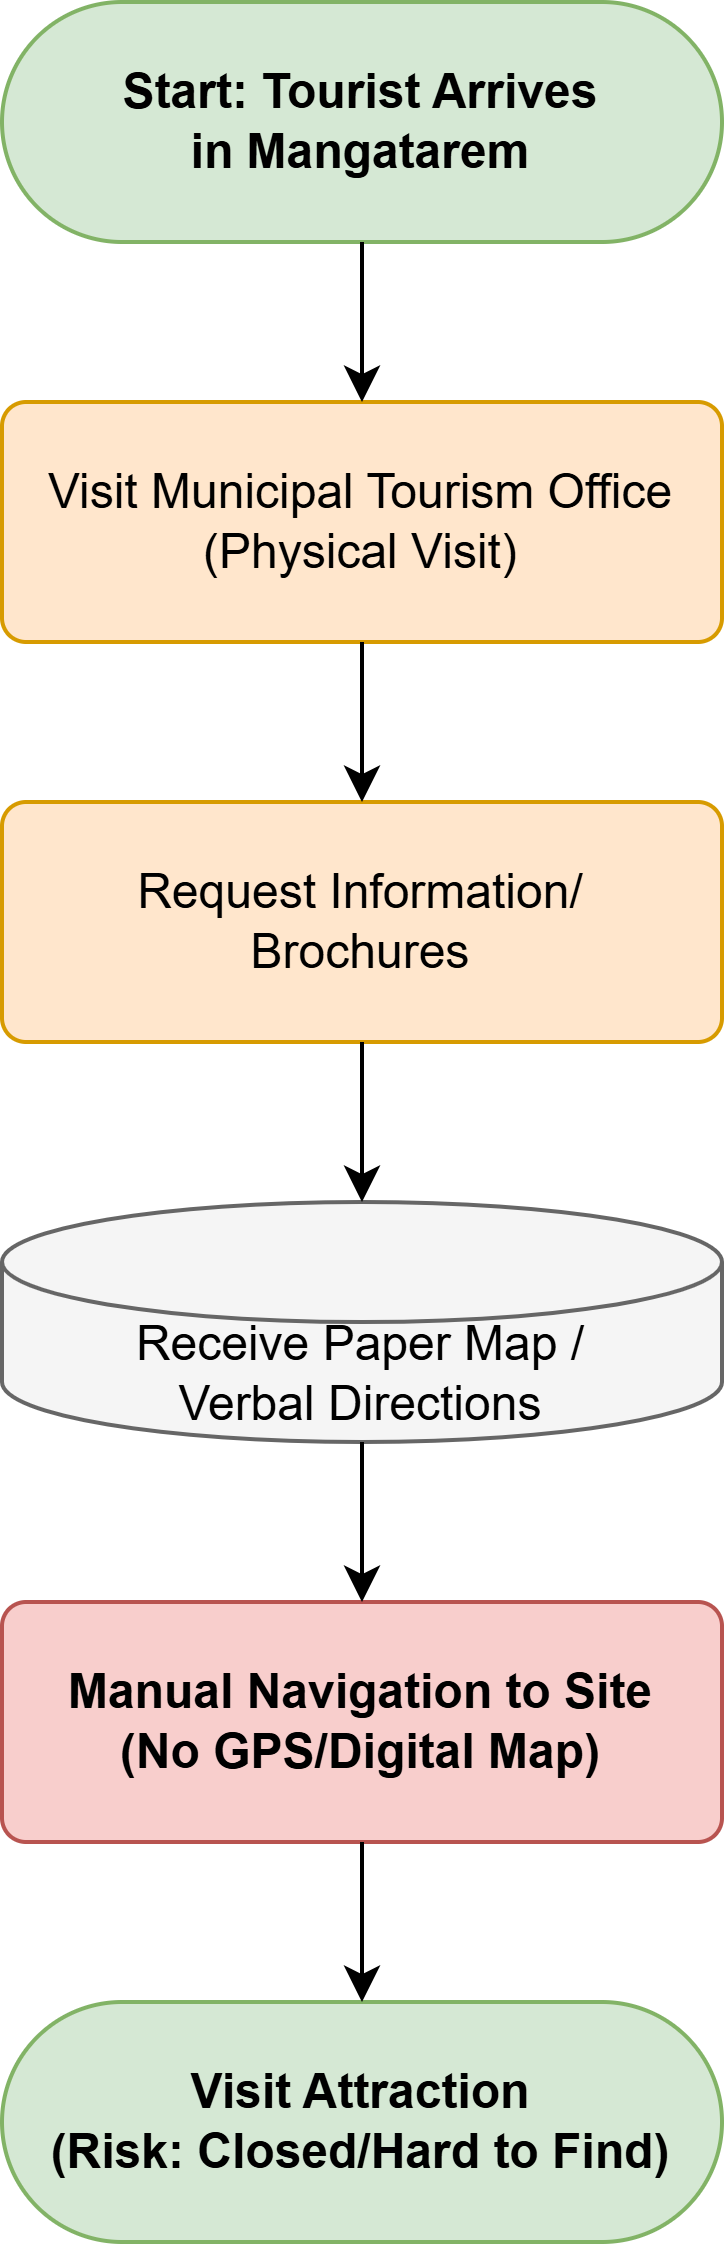 Start: Tourist Arrives
in Mangatarem
Visit Municipal Tourism Office
(Physical Visit)
Request Information/
Brochures
Receive Paper Map /
Verbal Directions
Manual Navigation to Site
(No GPS/Digital Map)
Visit Attraction
(Risk: Closed/Hard to Find)